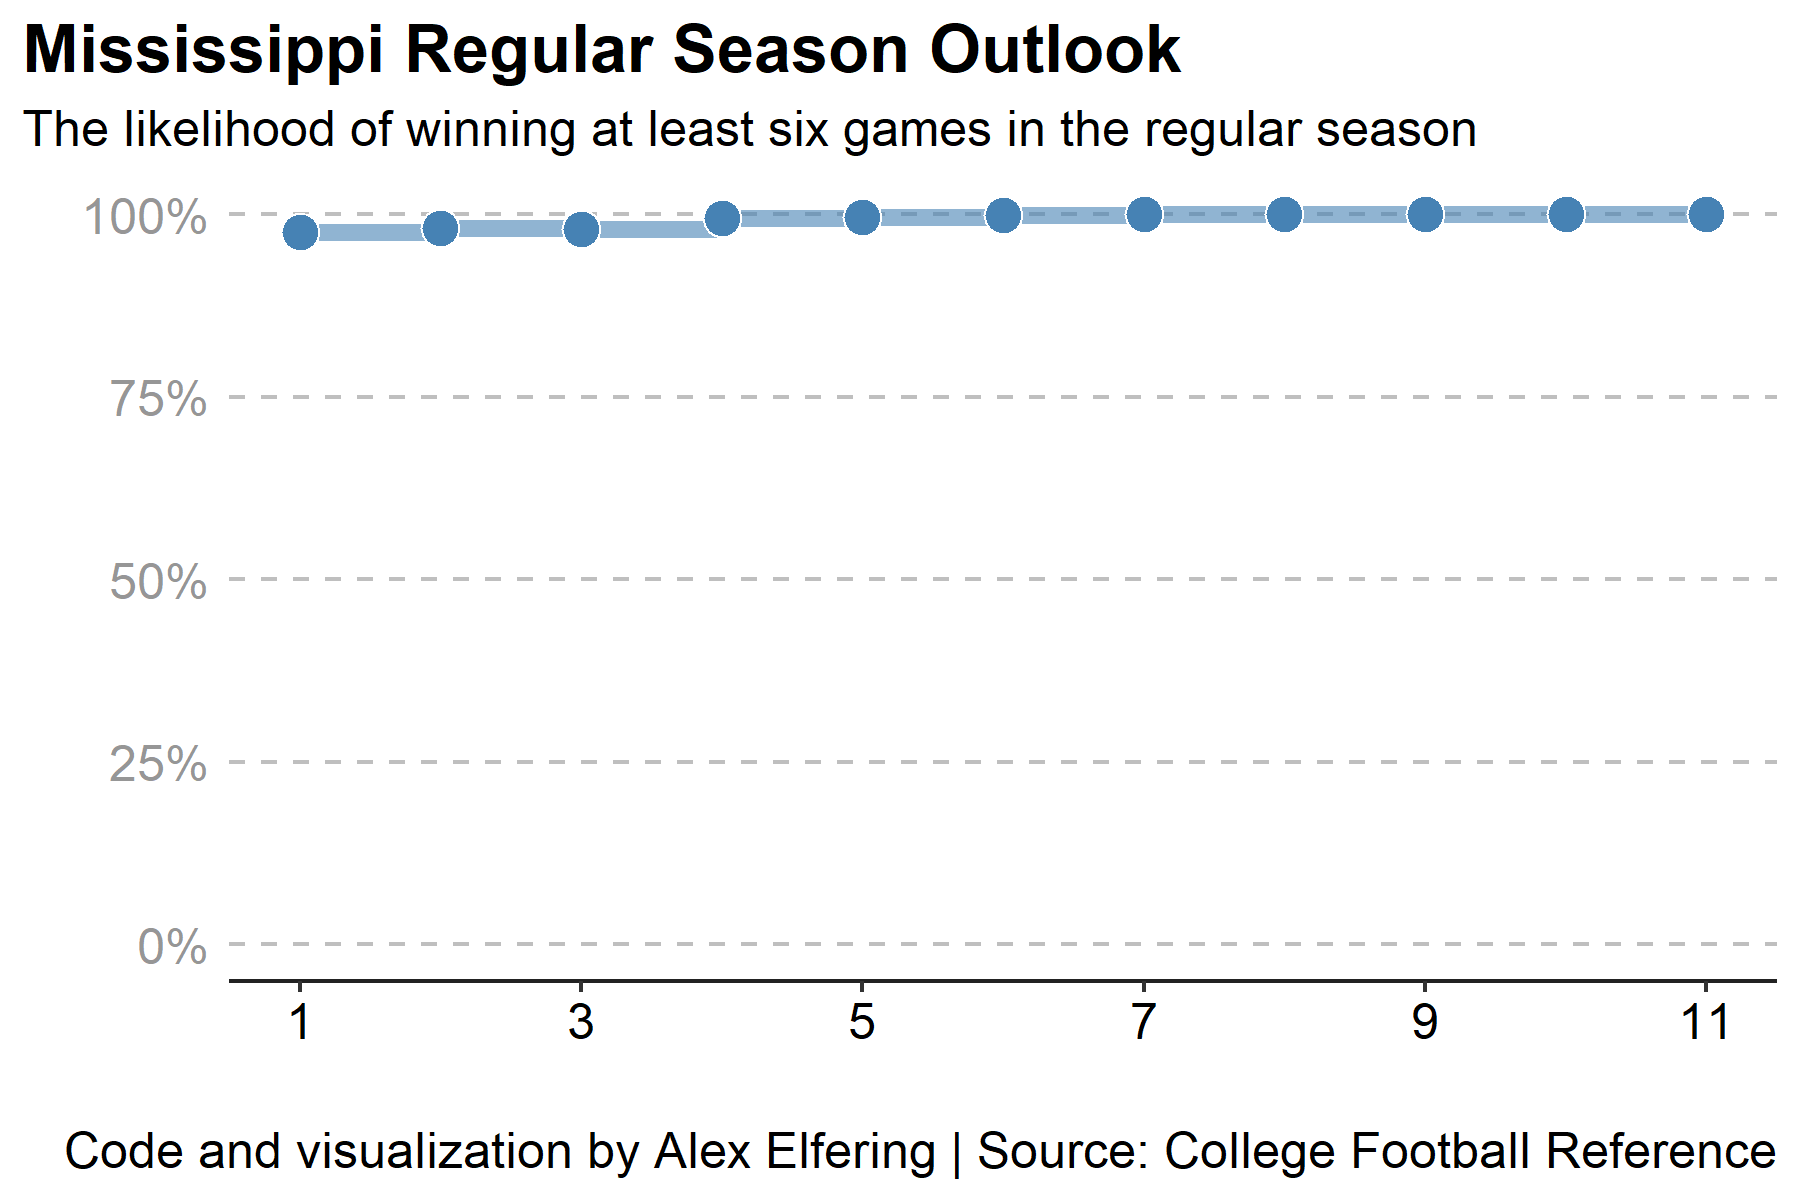 Mississippi Regular Season Outlook
The likelihood of winning at least six games in the regular season
100%
75%
50%
25%
0%
1 3 5 7 9 11
Code and visualization by Alex Elfering | Source: College Football Reference